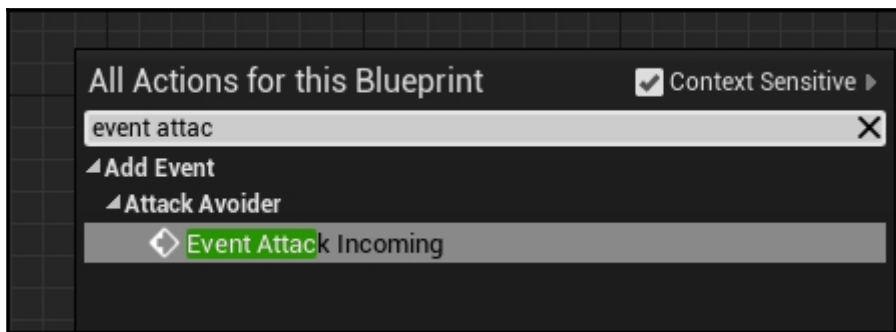 All Actions for this Blueprint Context Sensitive
event attac
Add Event
Attack Avoider
Event Attack Incoming